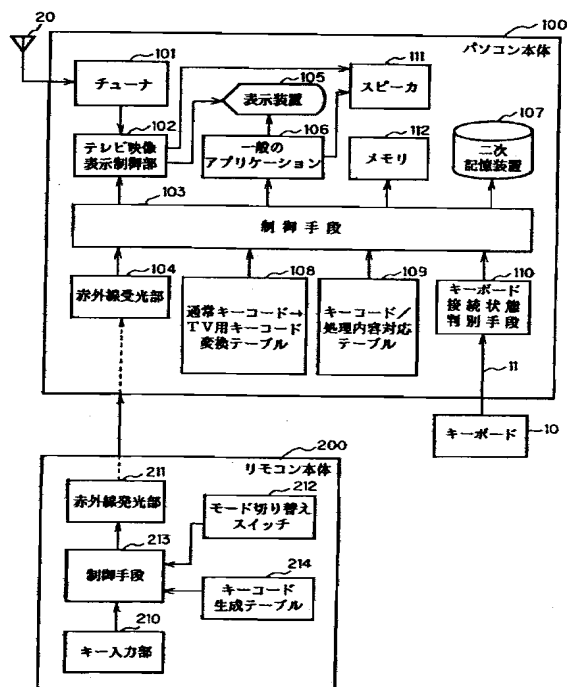 20
100
パソコン本体
101
チューナ
111
スピーカ
105
表示装置
107
二次
記憶装置
102
テレビ映像
表示制御部
106
一般の
アプリケーション
112
メモリ
103
制御手段
104
赤外線受光部
108
通常キーコード→
TV用キーコード
変換テーブル
109
キーコード/
処理内容対応
テーブル
110
キーボード
接続状態
判別手段
11
キーボード
10
200
リモコン本体
211
赤外線発光部
212
モード切り替え
スイッチ
213
制御手段
214
キーコード
生成テーブル
210
キー入力部